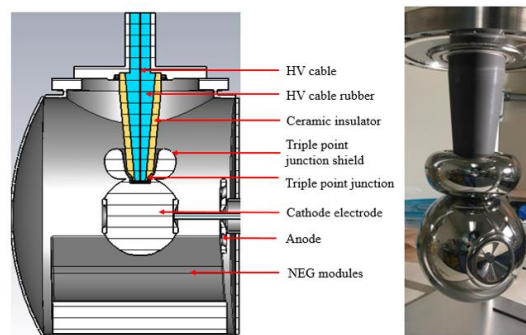 HV cable
HV cable rubber
Ceramic insulator
Triple point
junction shield
Triple point junction
Cathode electrode
Anode
NEG modules